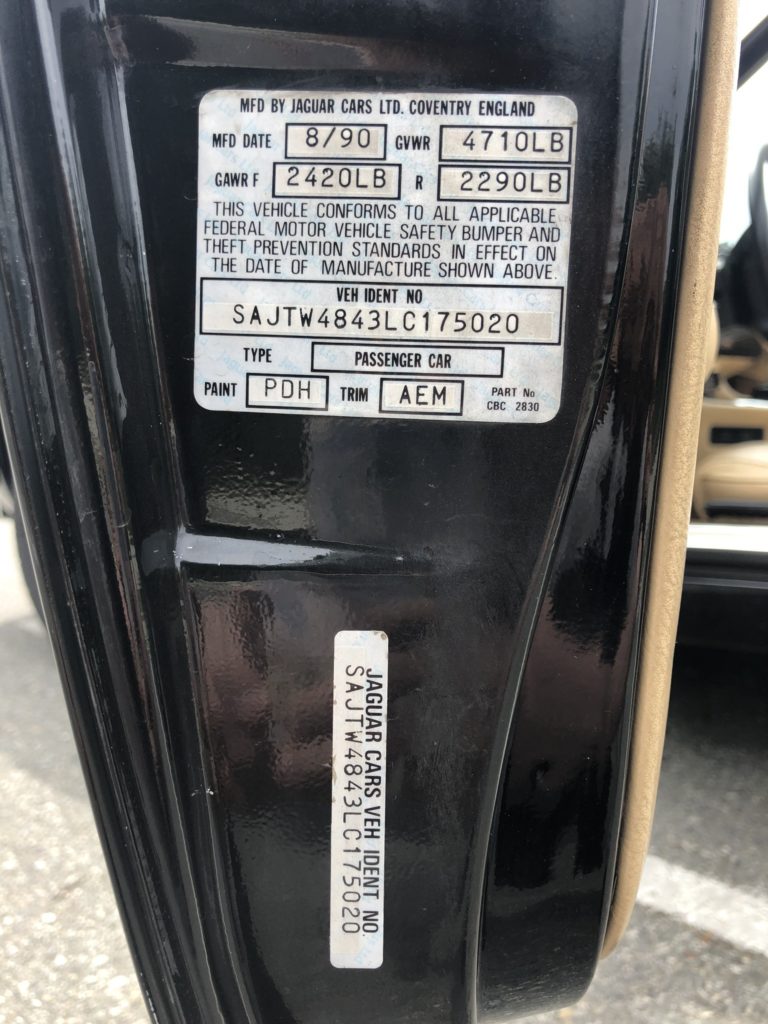 MFD BY JAGUAR CARS LTD. COVENTRY ENGLAND
MFD DATE 8/90 GVWR 4710LB
GAWR F 2420LB R 2290LB
THIS VEHICLE CONFORMS TO ALL APPLICABLE
FEDERAL MOTOR VEHICLE SAFETY BUMPER AND
THEFT PREVENTION STANDARDS IN EFFECT ON
THE DATE OF MANUFACTURE SHOWN ABOVE.
VEH IDENT NO
SAJTW4843LC175020
TYPE PASSENGER CAR
PAINT PDH TRIM AEM PART No
CBC 2830
JAGUAR CARS VEH IDENT NO.
SAJTW4843LC175020